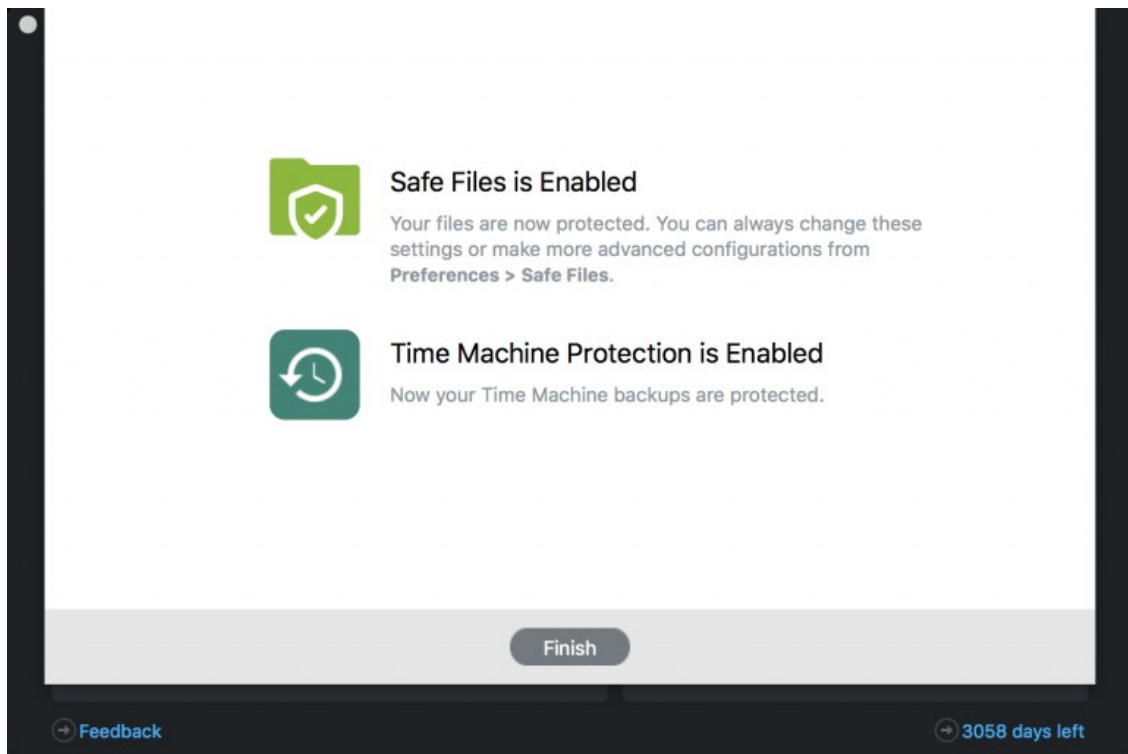 Safe Files is Enabled
Your files are now protected. You can always change these
settings or make more advanced configurations from
Preferences > Safe Files.
Time Machine Protection is Enabled
Now your Time Machine backups are protected.
Finish
Feedback
3058 days left